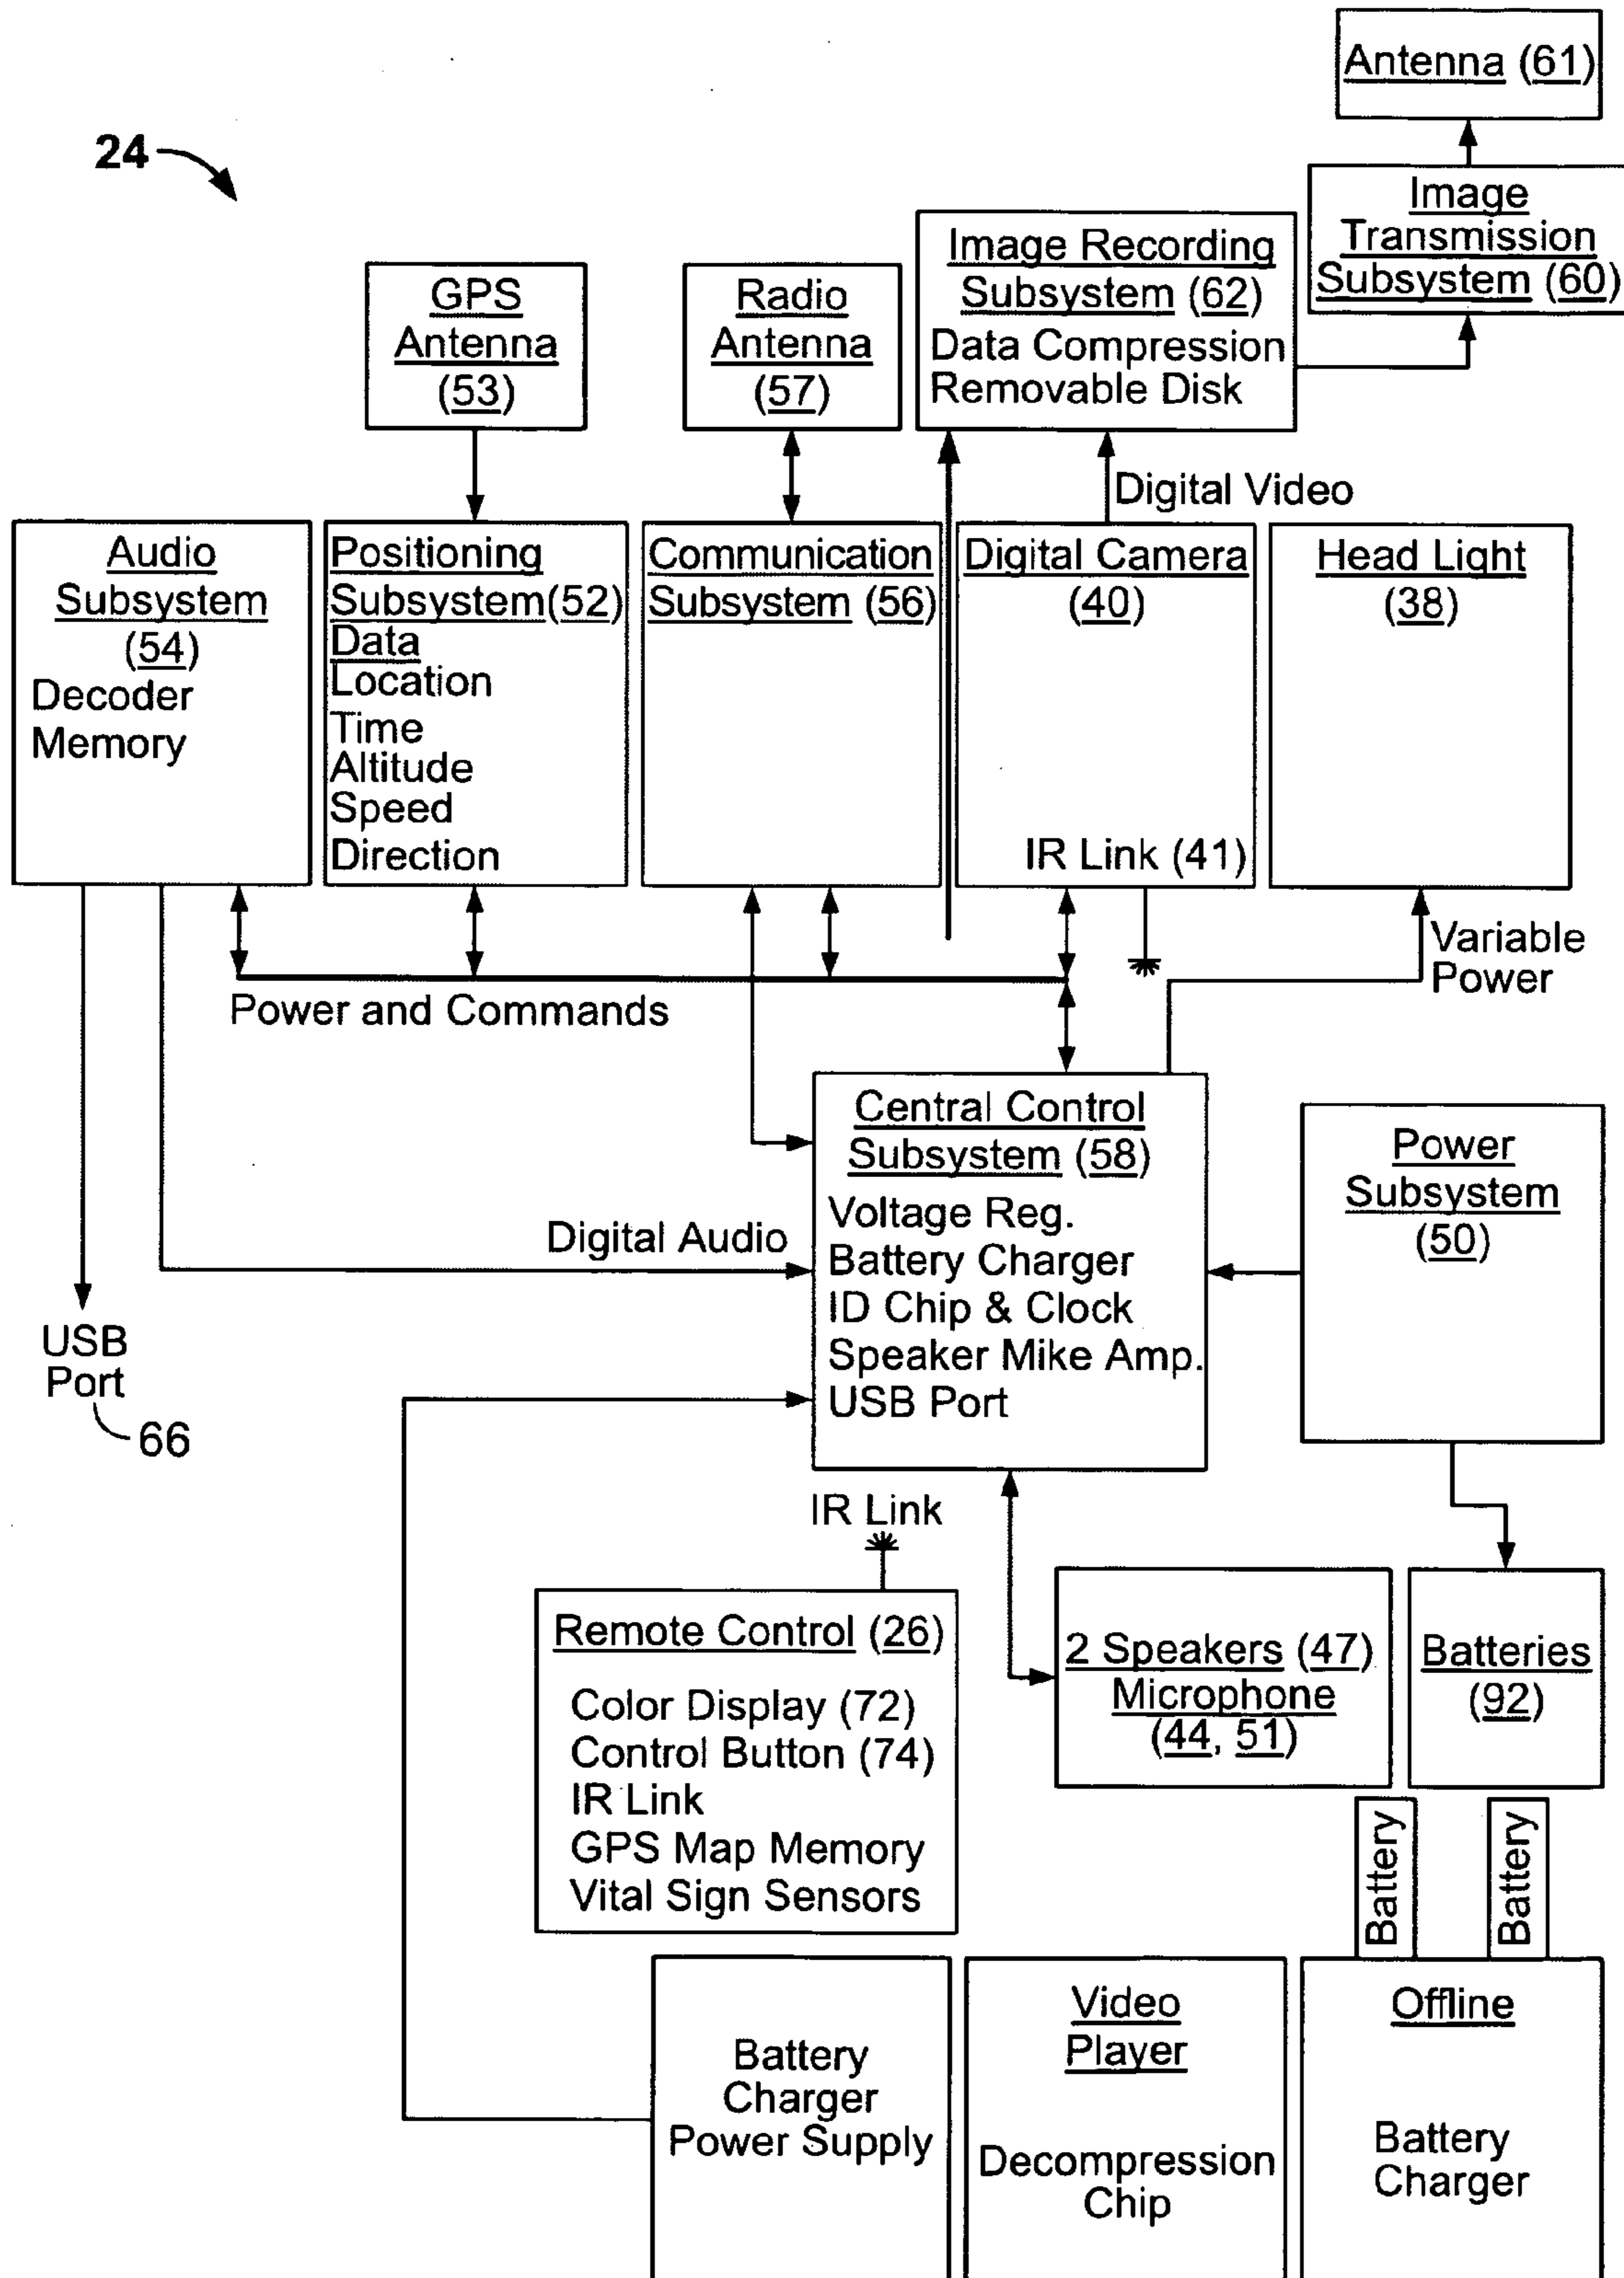 Antenna (61)
24
Image
Transmission
Subsystem (60)
Image Recording
Subsystem (62)
Data Compression
Removable Disk
GPS
Antenna
(53)
Radio
Antenna
(57)
Digital Video
Audio
Subsystem
(54)
Decoder
Memory
Positioning
Subsystem(52)
Data
Location
Time
Altitude
Speed
Direction
Communication
Subsystem (56)
Digital Camera
(40)
IR Link (41)
Head Light
(38)
Variable
Power
Power and Commands
Central Control
Subsystem (58)
Voltage Reg.
Battery Charger
ID Chip & Clock
Speaker Mike Amp.
USB Port
Power
Subsystem
(50)
Digital Audio
USB
Port
66
IR Link
Remote Control (26)
Color Display (72)
Control Button (74)
IR Link
GPS Map Memory
Vital Sign Sensors
2 Speakers (47)
Microphone
(44, 51)
Batteries
(92)
Battery
Battery
Battery
Charger
Power Supply
Video
Player
Decompression
Chip
Offline
Battery
Charger